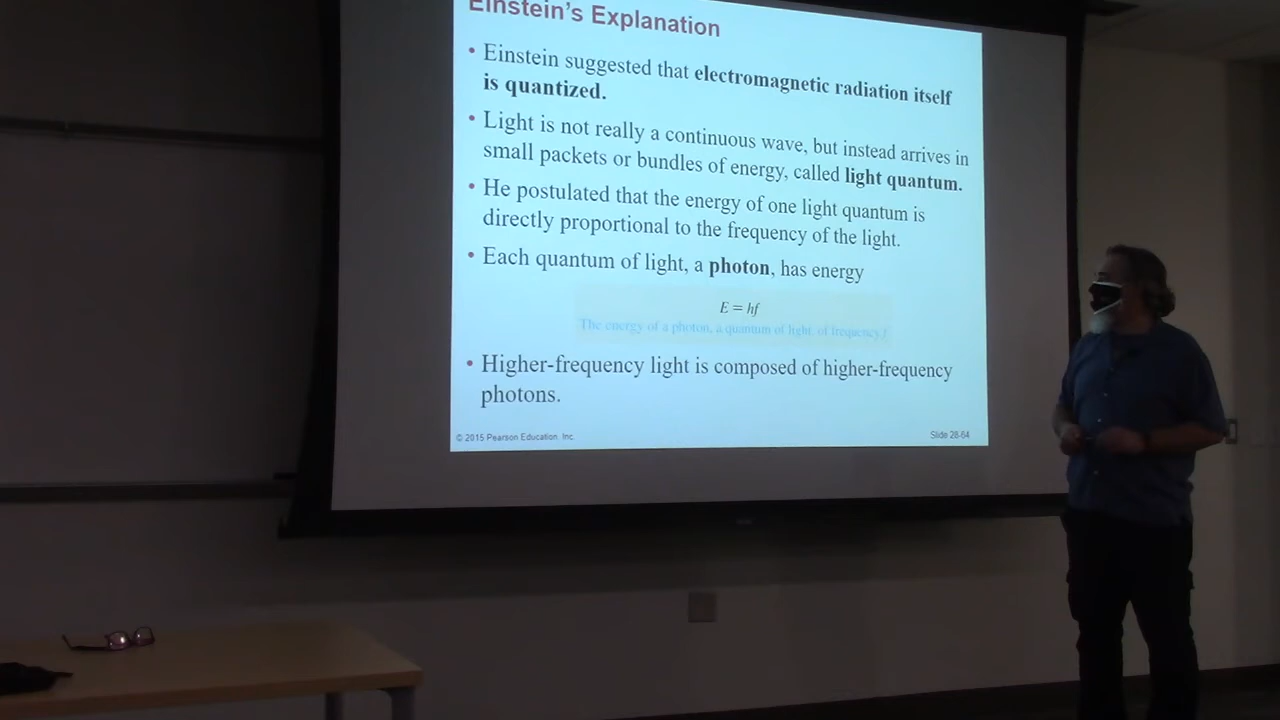 Einstein's Explanation
• Einstein suggested that electromagnetic radiation itself
is quantized.
• Light is not really a continuous wave, but instead arrives in
small packets or bundles of energy, called light quantum.
• He postulated that the energy of one light quantum is
directly proportional to the frequency of the light.
• Each quantum of light, a photon, has energy
E = hf
The energy of a photon, a quantum of light, of frequency f
• Higher-frequency light is composed of higher-frequency
photons.
© 2015 Pearson Education, Inc.
Slide 28-64